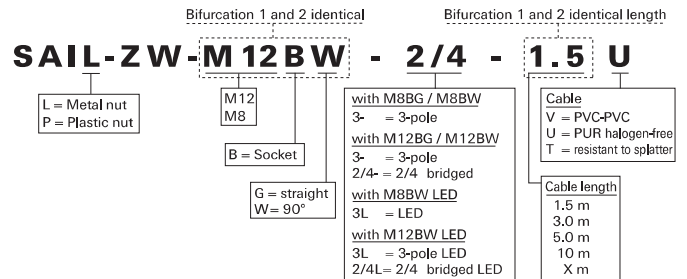 Bifurcation 1 and 2 identical
Bifurcation 1 and 2 identical length
SAIL-ZW-M12BW - 2/4 - 1.5 U
L = Metal nut
P = Plastic nut
M12
M8
B = Socket
G = straight
W = 90°
with M8BG / M8BW
3- = 3-pole
with M12BG / M12BW
3- = 3-pole
2/4- = 2/4 bridged
with M8BW LED
3L = LED
with M12BW LED
3L = 3-pole LED
2/4L= 2/4 bridged LED
Cable
V = PVC-PVC
U = PUR halogen-free
T = resistant to splatter
Cable length
1.5 m
3.0 m
5.0 m
10 m
X m